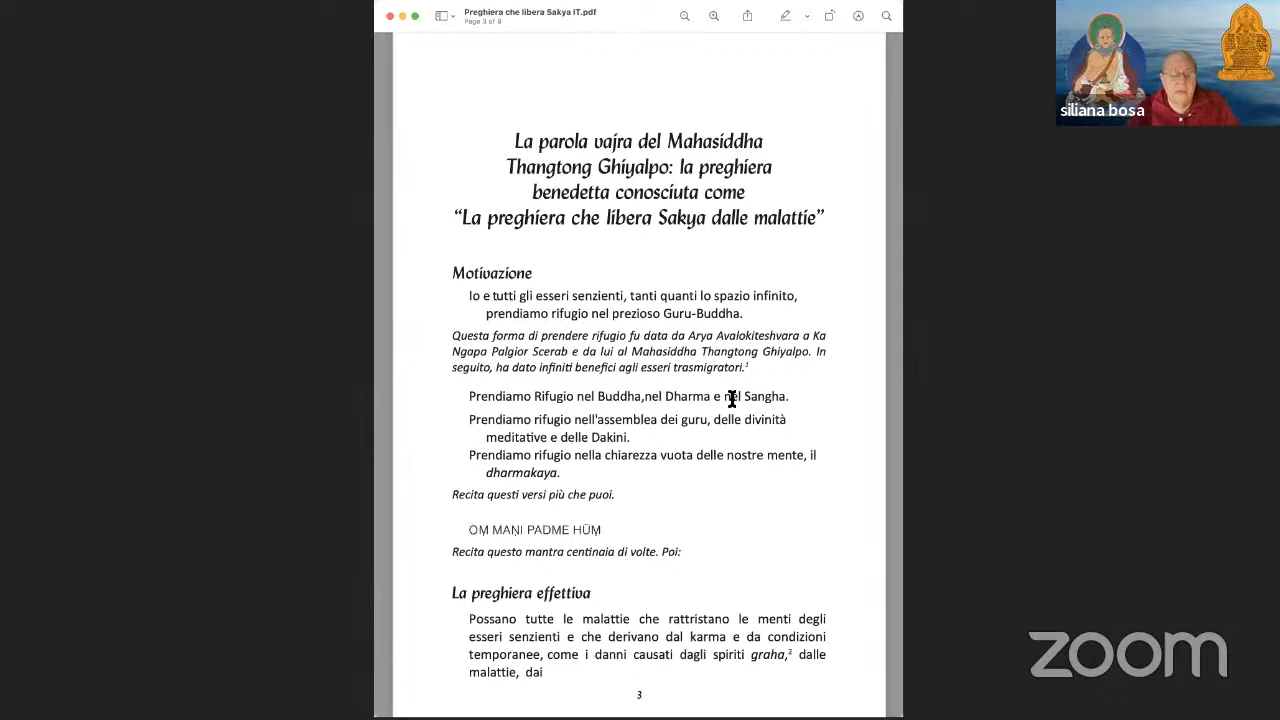 Preghiera che libera Sakya IT.pdf
Page 3 of 8
siliana bosa
La parola vajra del Mahasiddha
Thangtong Ghiyalpo: la preghiera
benedetta conosciuta come
“La preghiera che libera Sakya dalle malattie”
Motivazione
Io e tutti gli esseri senzienti, tanti quanti lo spazio infinito,
prendiamo rifugio nel prezioso Guru-Buddha.
Questa forma di prendere rifugio fu data da Arya Avalokiteshvara a Ka
Ngapa Palgior Scerab e da lui al Mahasiddha Thangtong Ghiyalpo. In
seguito, ha dato infiniti benefici agli esseri trasmigratori.¹
Prendiamo Rifugio nel Buddha,nel Dharma e nel Sangha.
Prendiamo rifugio nell'assemblea dei guru, delle divinità
meditative e delle Dakini.
Prendiamo rifugio nella chiarezza vuota delle nostre mente, il
dharmakaya.
Recita questi versi più che puoi.
OṂ MAṆI PADME HŪṂ
Recita questo mantra centinaia di volte. Poi:
La preghiera effettiva
Possano tutte le malattie che rattristano le menti degli
esseri senzienti e che derivano dal karma e da condizioni
temporanee, come i danni causati dagli spiriti graha,² dalle
malattie, dai
3
zoom